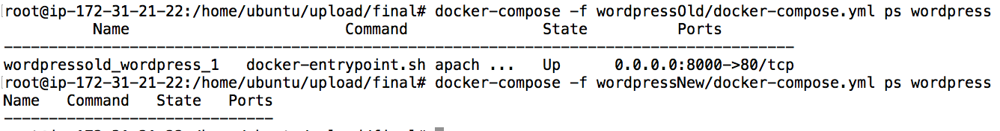 root@ip-172-31-21-22:/home/ubuntu/upload/final# docker-compose -f wordpressOld/docker-compose.yml ps wordpress
Name Command State Ports
------------------------------------------------------------------------------------------
wordpressold_wordpress_1 docker-entrypoint.sh apach ... Up 0.0.0.0:8000->80/tcp
root@ip-172-31-21-22:/home/ubuntu/upload/final# docker-compose -f wordpressNew/docker-compose.yml ps wordpress
Name Command State Ports
------------------------------